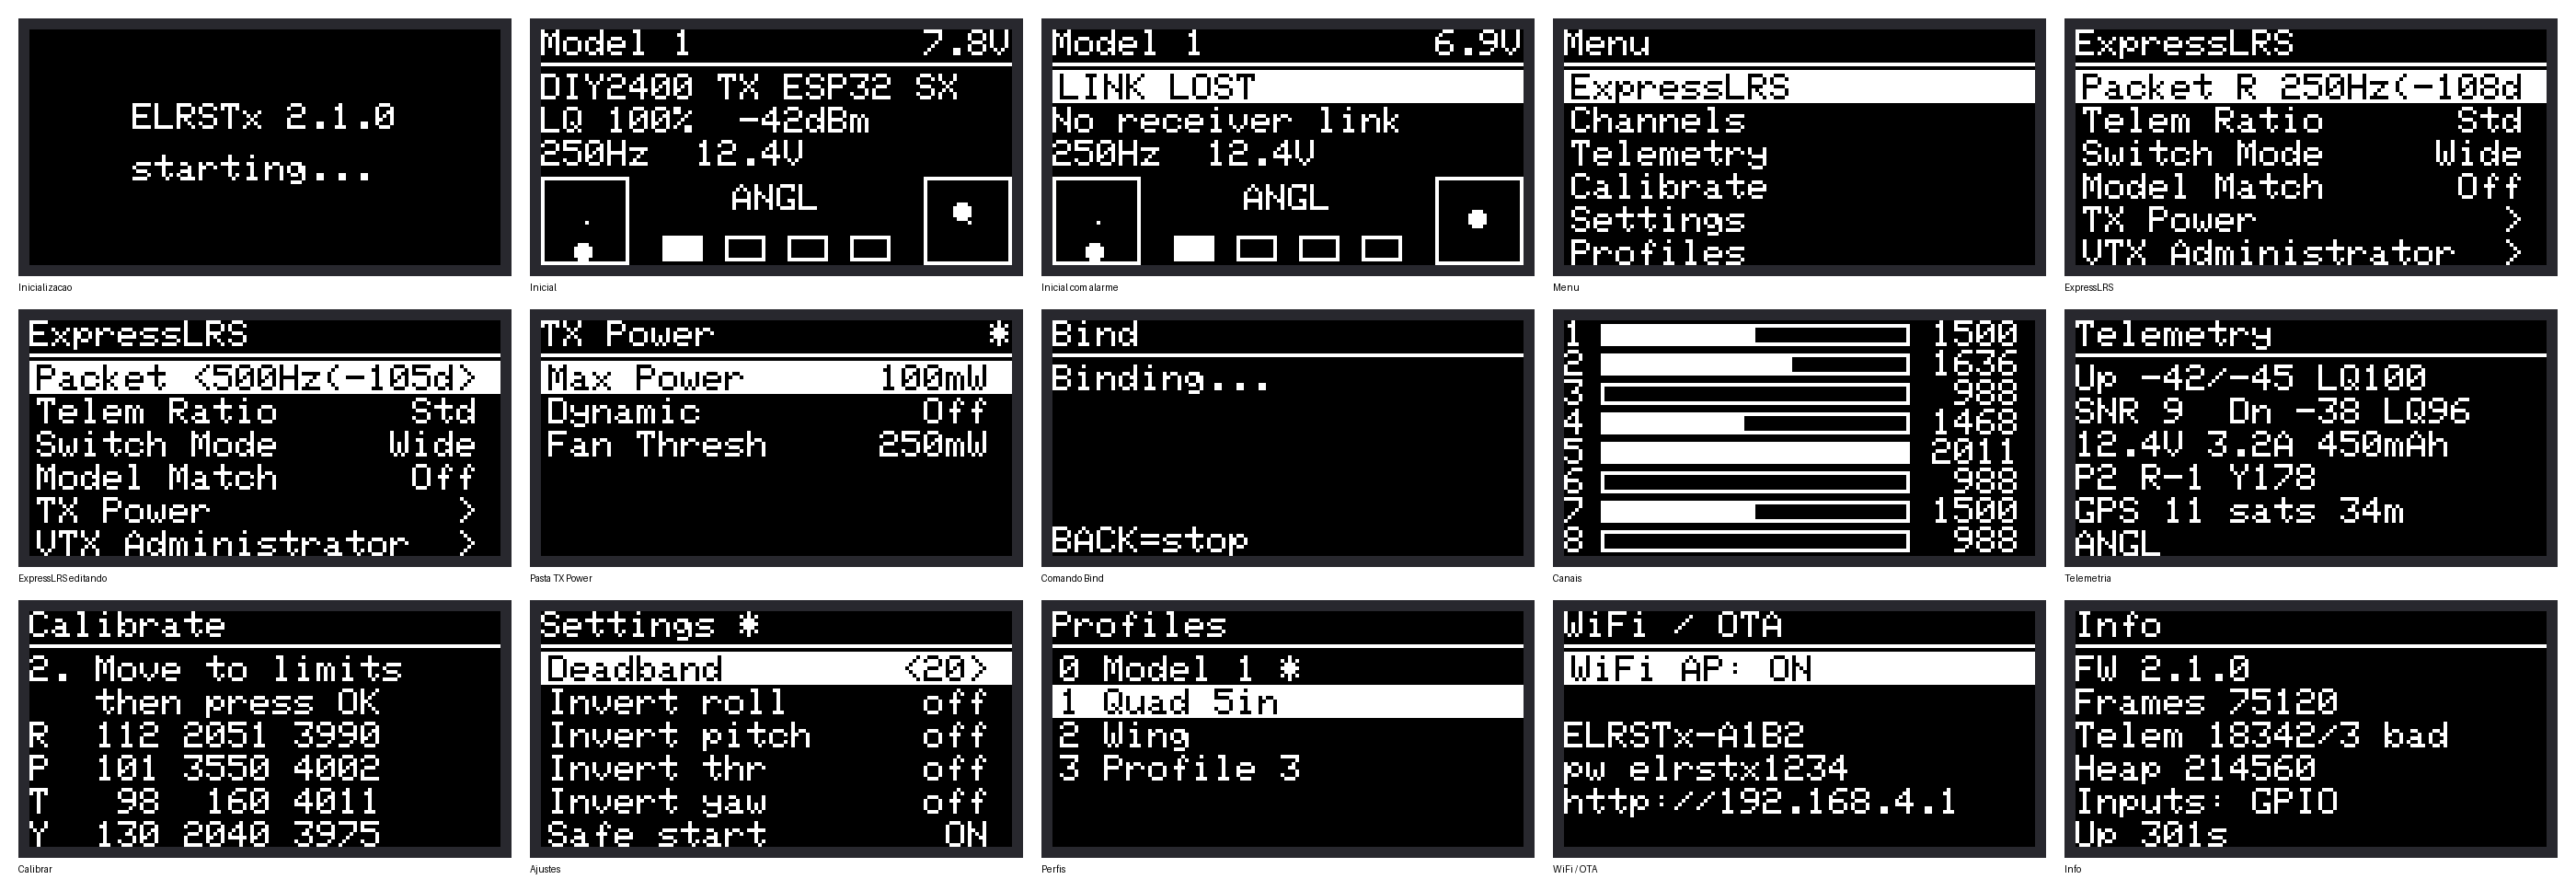 ELRSTx 2.1.0
starting...
Inicializacao
Model 1 7.8V
DIY2400 TX ESP32 SX
LQ 100% -42dBm
250Hz 12.4V
ANGL
Inicial
Model 1 6.9V
LINK LOST
No receiver link
250Hz 12.4V
ANGL
Inicial com alarme
Menu
ExpressLRS
Channels
Telemetry
Calibrate
Settings
Profiles
Menu
ExpressLRS
Packet R 250Hz(-108d
Telem Ratio Std
Switch Mode Wide
Model Match Off
TX Power >
VTX Administrator >
ExpressLRS
ExpressLRS
Packet <500Hz(-105d>
Telem Ratio Std
Switch Mode Wide
Model Match Off
TX Power >
VTX Administrator >
ExpressLRS editando
TX Power *
Max Power 100mW
Dynamic Off
Fan Thresh 250mW
Pasta TX Power
Bind
Binding...
BACK=stop
Comando Bind
1 1500
2 1636
3 988
4 1468
5 2011
6 988
7 1500
8 988
Canais
Telemetry
Up -42/-45 LQ100
SNR 9 Dn -38 LQ96
12.4V 3.2A 450mAh
P2 R-1 Y178
GPS 11 sats 34m
ANGL
Telemetria
Calibrate
2. Move to limits
then press OK
R 112 2051 3990
P 101 3550 4002
T 98 160 4011
Y 130 2040 3975
Calibrar
Settings *
Deadband <20>
Invert roll off
Invert pitch off
Invert thr off
Invert yaw off
Safe start ON
Ajustes
Profiles
0 Model 1 *
1 Quad 5in
2 Wing
3 Profile 3
Perfis
WiFi / OTA
WiFi AP: ON
ELRSTx-A1B2
pw elrstx1234
http://192.168.4.1
WiFi / OTA
Info
FW 2.1.0
Frames 75120
Telem 18342/3 bad
Heap 214560
Inputs: GPIO
Up 301s
Info